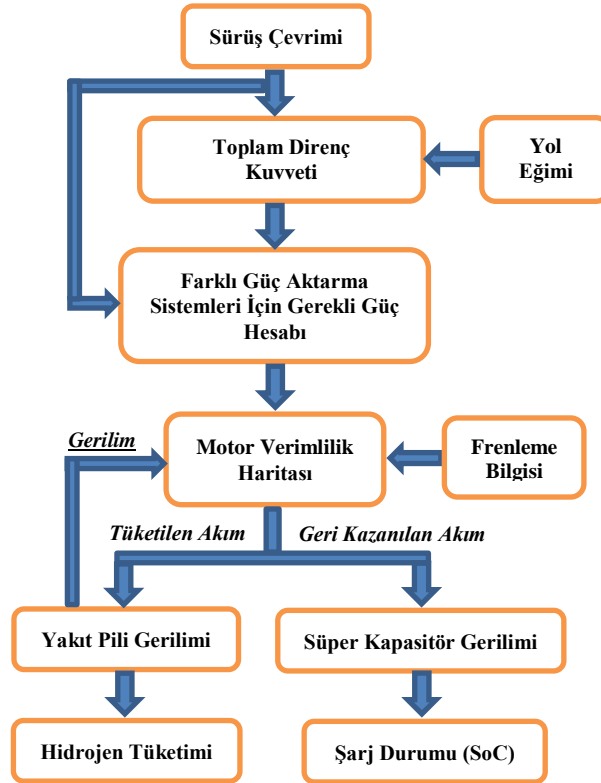 Sürüş Çevrimi
Toplam Direnç
Kuvveti
Yol
Eğimi
Farklı Güç Aktarma
Sistemleri İçin Gerekli Güç
Hesabı
Gerilim
Motor Verimlilik
Haritası
Frenleme
Bilgisi
Tüketilen Akım
Geri Kazanılan Akım
Yakıt Pili Gerilimi
Süper Kapasitör Gerilimi
Hidrojen Tüketimi
Şarj Durumu (SoC)